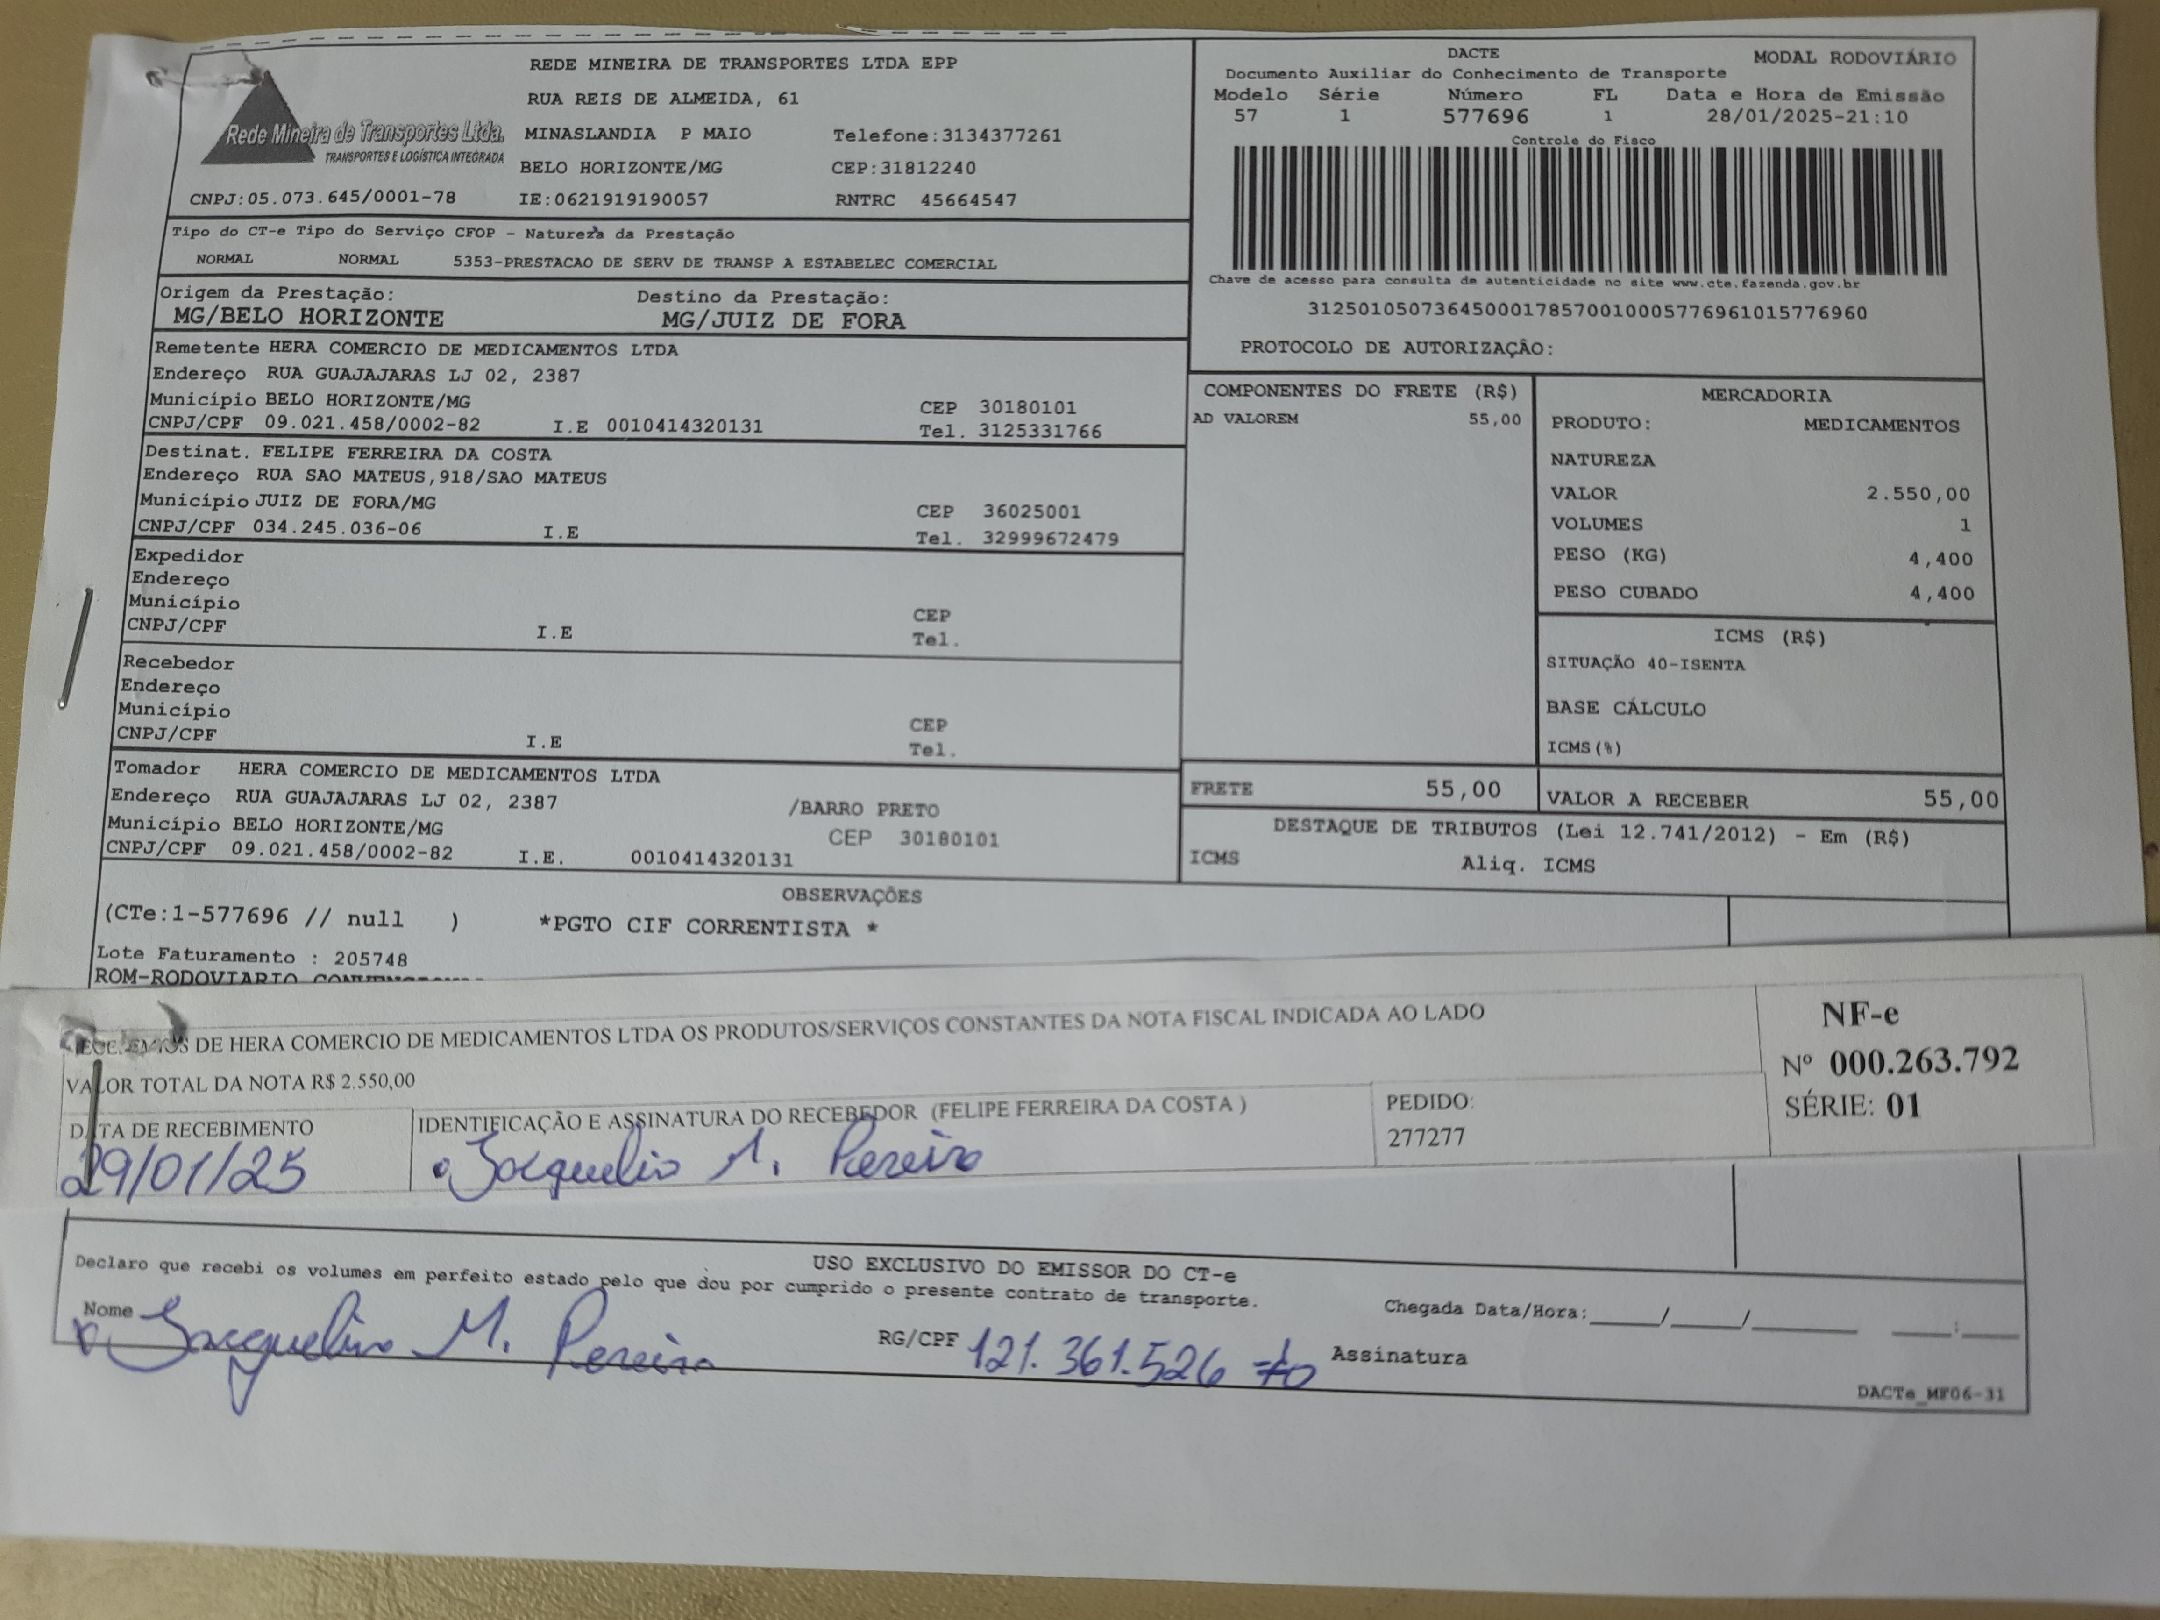 REDE MINEIRA DE TRANSPORTES LTDA EPP
RUA REIS DE ALMEIDA, 61
MINASLANDIA P MAIO Telefone:3134377261
BELO HORIZONTE/MG CEP:31812240
CNPJ:05.073.645/0001-78 IE:0621919190057 RNTRC 45664547
Rede Mineira de Transportes Ltda.
TRANSPORTES E LOGÍSTICA INTEGRADA
DACTE MODAL RODOVIÁRIO
Documento Auxiliar do Conhecimento de Transporte
Modelo Série Número FL Data e Hora de Emissão
57 1 577696 1 28/01/2025-21:10
Controle do Fisco
Chave de acesso para consulta de autenticidade no site www.cte.fazenda.gov.br
31250105073645000178570010005776961015776960
PROTOCOLO DE AUTORIZAÇÃO:
Tipo do CT-e Tipo do Serviço CFOP - Natureza da Prestação
NORMAL NORMAL 5353-PRESTACAO DE SERV DE TRANSP A ESTABELEC COMERCIAL
Origem da Prestação: Destino da Prestação:
MG/BELO HORIZONTE MG/JUIZ DE FORA
Remetente HERA COMERCIO DE MEDICAMENTOS LTDA
Endereço RUA GUAJAJARAS LJ 02, 2387
Município BELO HORIZONTE/MG CEP 30180101
CNPJ/CPF 09.021.458/0002-82 I.E 0010414320131 Tel. 3125331766
Destinat. FELIPE FERREIRA DA COSTA
Endereço RUA SAO MATEUS,918/SAO MATEUS
Município JUIZ DE FORA/MG CEP 36025001
CNPJ/CPF 034.245.036-06 I.E Tel. 32999672479
Expedidor
Endereço
Município CEP
CNPJ/CPF I.E Tel.
Recebedor
Endereço
Município CEP
CNPJ/CPF I.E Tel.
Tomador HERA COMERCIO DE MEDICAMENTOS LTDA
Endereço RUA GUAJAJARAS LJ 02, 2387 /BARRO PRETO
Município BELO HORIZONTE/MG CEP 30180101
CNPJ/CPF 09.021.458/0002-82 I.E. 0010414320131
COMPONENTES DO FRETE (R$)
AD VALOREM 55,00
MERCADORIA
PRODUTO: MEDICAMENTOS
NATUREZA
VALOR 2.550,00
VOLUMES 1
PESO (KG) 4,400
PESO CUBADO 4,400
ICMS (R$)
SITUAÇÃO 40-ISENTA
BASE CÁLCULO
ICMS(%)
FRETE 55,00 VALOR A RECEBER 55,00
DESTAQUE DE TRIBUTOS (Lei 12.741/2012) - Em (R$)
ICMS Aliq. ICMS
OBSERVAÇÕES
(CTe:1-577696 // null ) *PGTO CIF CORRENTISTA *
Lote Faturamento : 205748
ROM-RODOVIARIO
DE HERA COMERCIO DE MEDICAMENTOS LTDA OS PRODUTOS/SERVIÇOS CONSTANTES DA NOTA FISCAL INDICADA AO LADO
VALOR TOTAL DA NOTA R$ 2.550,00
DATA DE RECEBIMENTO IDENTIFICAÇÃO E ASSINATURA DO RECEBEDOR (FELIPE FERREIRA DA COSTA )
29/01/25 Jacquelin M. Pereira
PEDIDO:
277277
NF-e
Nº 000.263.792
SÉRIE: 01
USO EXCLUSIVO DO EMISSOR DO CT-e
Declaro que recebi os volumes em perfeito estado pelo que dou por cumprido o presente contrato de transporte.
Nome Jacqueline M. Pereira RG/CPF 121.361.526 Assinatura
Chegada Data/Hora:_____/_____/_______ ____:____
DACTe_MF06-31